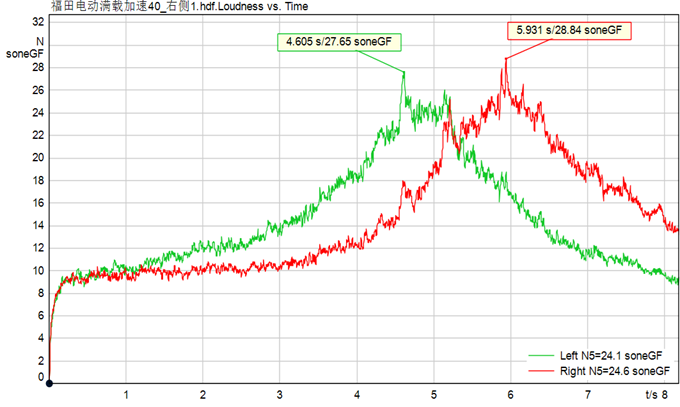 福田电动满载加速40_右侧1.hdf.Loudness vs. Time
32
N
soneGF
28
26
24
22
20
18
16
14
12
10
8
6
4
2
0
4.605 s/27.65 soneGF
5.931 s/28.84 soneGF
Left N5=24.1 soneGF
Right N5=24.6 soneGF
1 2 3 4 5 6 7 t/s 8